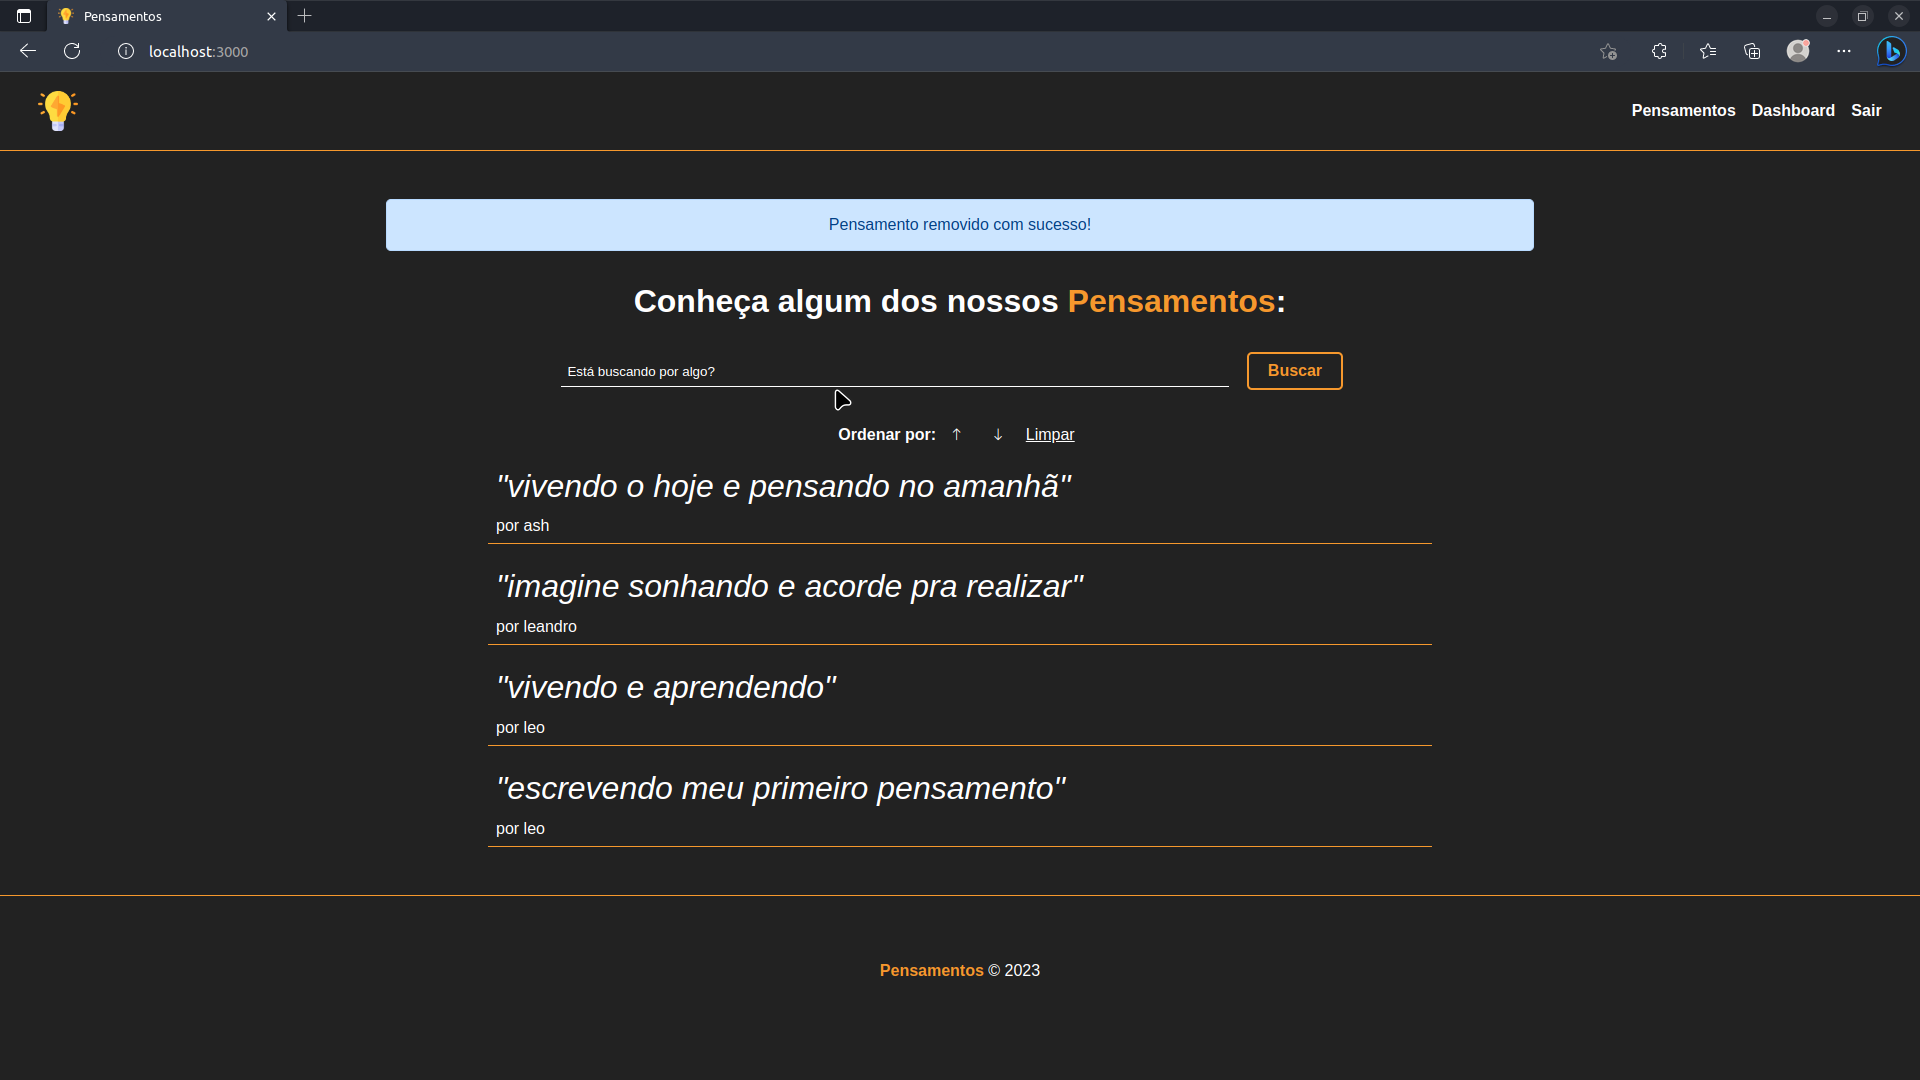 Pensamentos
localhost:3000
Pensamentos Dashboard Sair
Pensamento removido com sucesso!
Conheça algum dos nossos Pensamentos:
Está buscando por algo?
Buscar
Ordenar por: ↑ ↓ Limpar
"vivendo o hoje e pensando no amanhã"
por ash
"imagine sonhando e acorde pra realizar"
por leandro
"vivendo e aprendendo"
por leo
"escrevendo meu primeiro pensamento"
por leo
Pensamentos © 2023